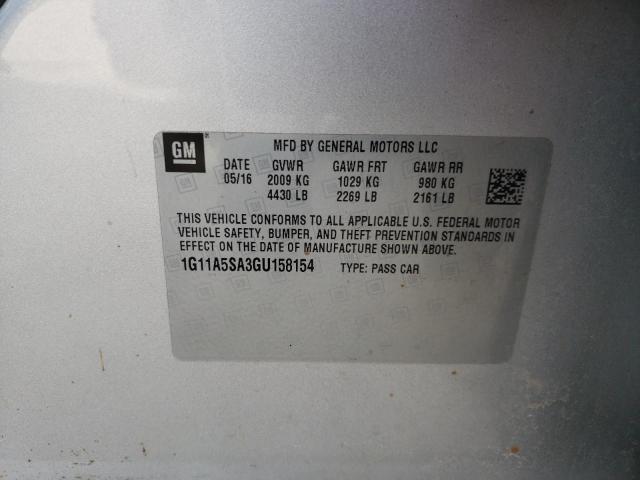 GM
MFD BY GENERAL MOTORS LLC
DATE GVWR GAWR FRT GAWR RR
05/16 2009 KG 1029 KG 980 KG
4430 LB 2269 LB 2161 LB
THIS VEHICLE CONFORMS TO ALL APPLICABLE U.S. FEDERAL MOTOR
VEHICLE SAFETY, BUMPER, AND THEFT PREVENTION STANDARDS IN
EFFECT ON THE DATE OF MANUFACTURE SHOWN ABOVE.
1G11A5SA3GU158154 TYPE: PASS CAR